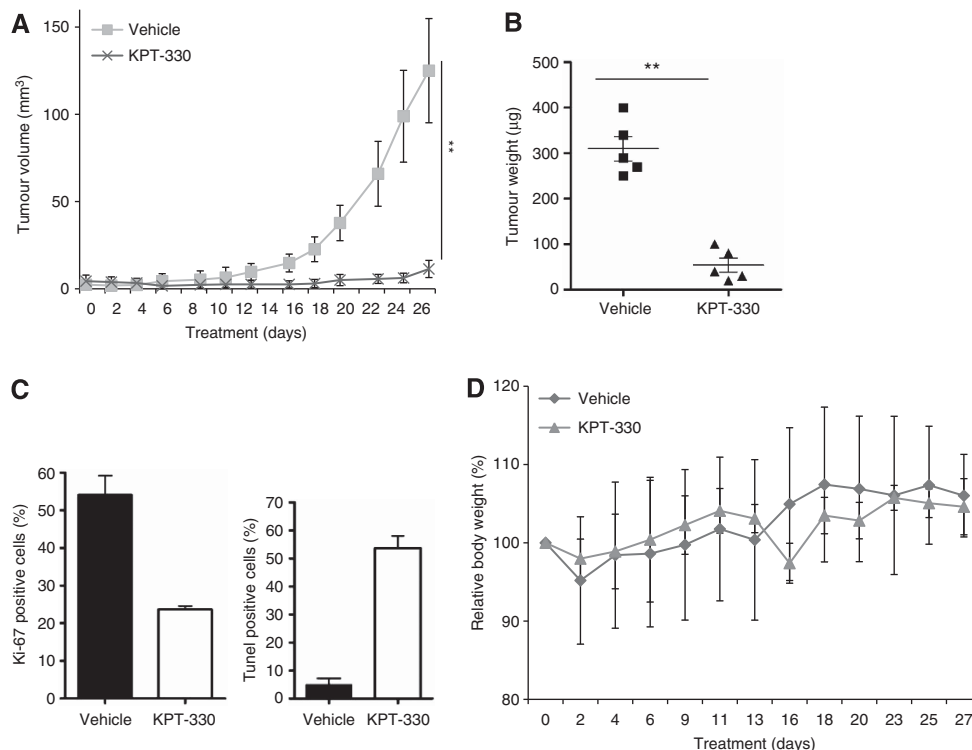 A
Vehicle
KPT-330
Tumour volume (mm³)
150
100
50
0
**
0 2 4 6 8 10 12 14 16 18 20 22 24 26
Treatment (days)
B
Tumour weight (µg)
500
400
300
200
100
0
**
Vehicle KPT-330
C
Ki-67 positive cells (%)
60
50
40
30
20
10
0
Vehicle KPT-330
Tunel positive cells (%)
70
60
50
40
30
20
10
0
Vehicle KPT-330
D
Vehicle
KPT-330
Relative body weight (%)
120
110
100
90
80
0 2 4 6 9 11 13 16 18 20 23 25 27
Treatment (days)